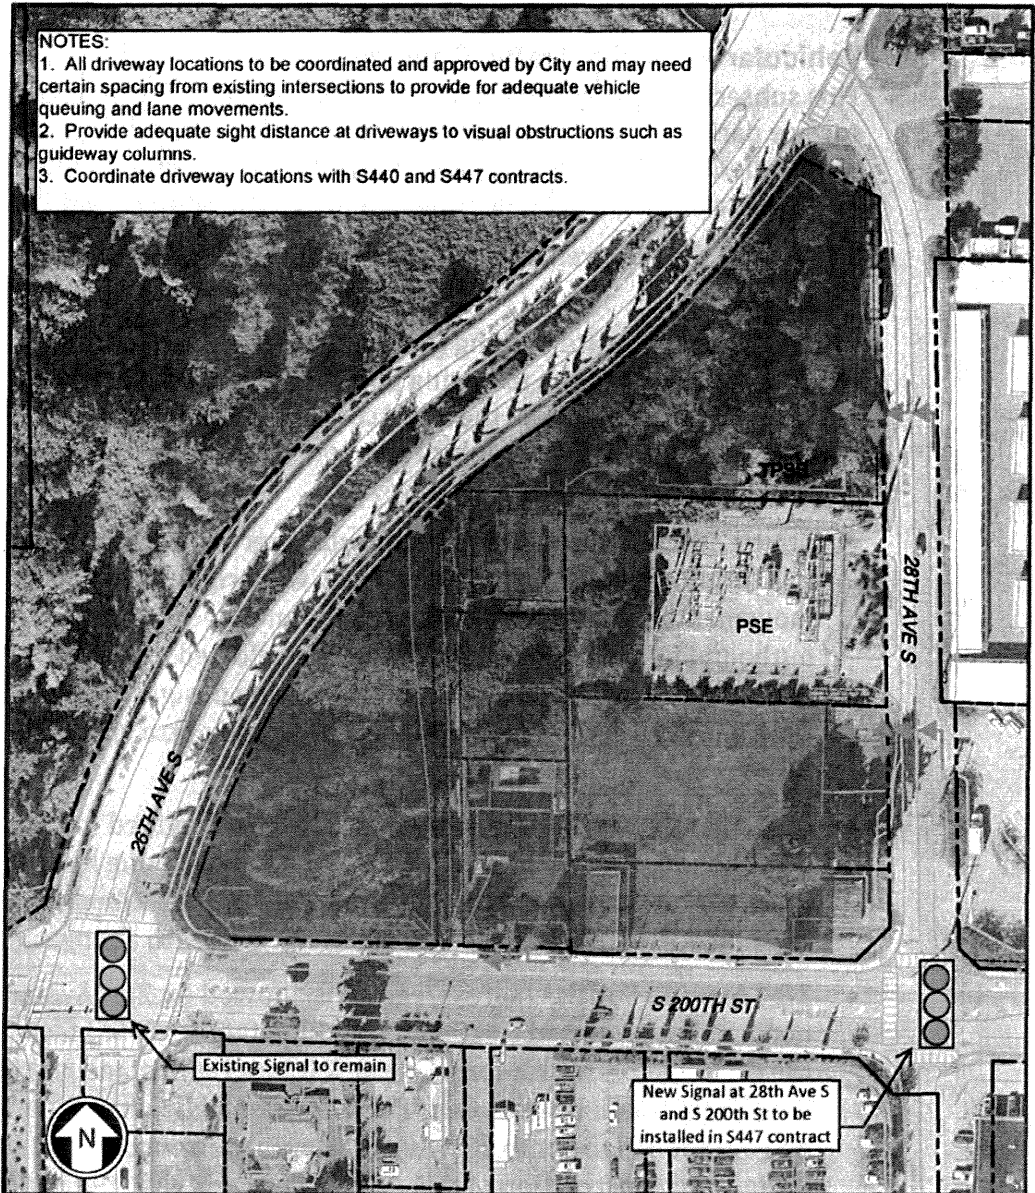 NOTES:
1. All driveway locations to be coordinated and approved by City and may need
certain spacing from existing intersections to provide for adequate vehicle
queuing and lane movements.
2. Provide adequate sight distance at driveways to visual obstructions such as
guideway columns.
3. Coordinate driveway locations with S440 and S447 contracts.
TPSS
28TH AVE S
PSE
26TH AVE S
S 200TH ST
Existing Signal to remain
New Signal at 28th Ave S
and S 200th St to be
installed in S447 contract
N